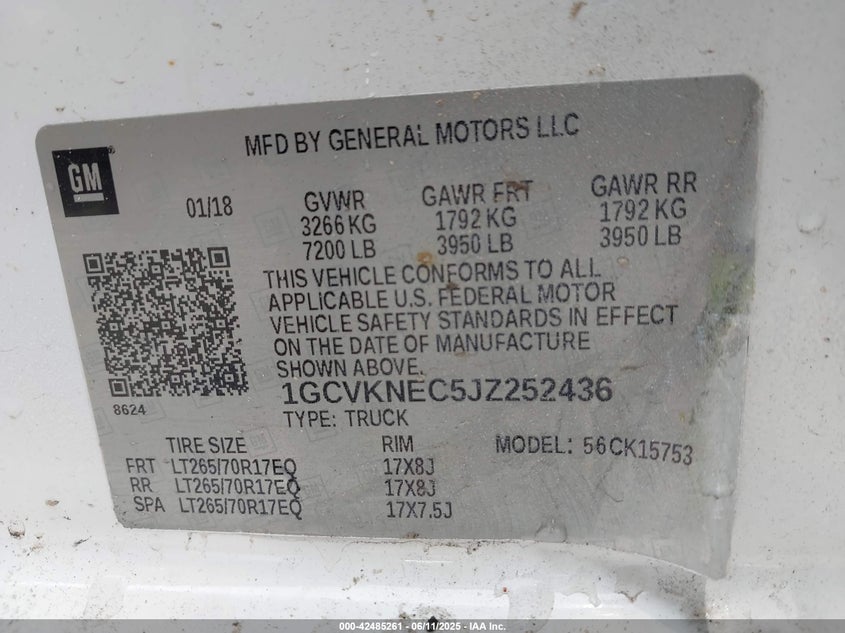 MFD BY GENERAL MOTORS LLC
GM
01/18
GVWR GAWR FRT GAWR RR
3266 KG 1792 KG 1792 KG
7200 LB 3950 LB 3950 LB
THIS VEHICLE CONFORMS TO ALL
APPLICABLE U.S. FEDERAL MOTOR
VEHICLE SAFETY STANDARDS IN EFFECT
ON THE DATE OF MANUFACTURE
SHOWN ABOVE.
8624
1GCVKNEC5JZ252436
TYPE: TRUCK
TIRE SIZE RIM MODEL: 56CK15753
FRT LT265/70R17EQ 17X8J
RR LT265/70R17EQ 17X8J
SPA LT265/70R17EQ 17X7.5J
000-42485261 - 06/11/2025 - IAA Inc.